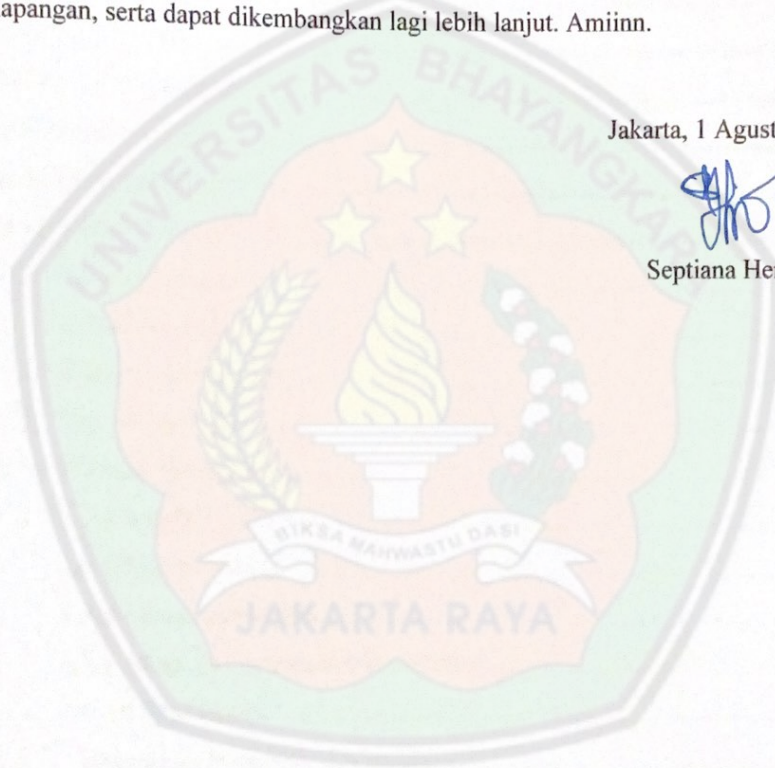 apangan, serta dapat dikembangkan lagi lebih lanjut. Amiinn.
Jakarta, 1 Agust
Septiana He
UNIVERSITAS BHAYANGKAR
BIKSA MAHWASTU DASI
JAKARTA RAYA